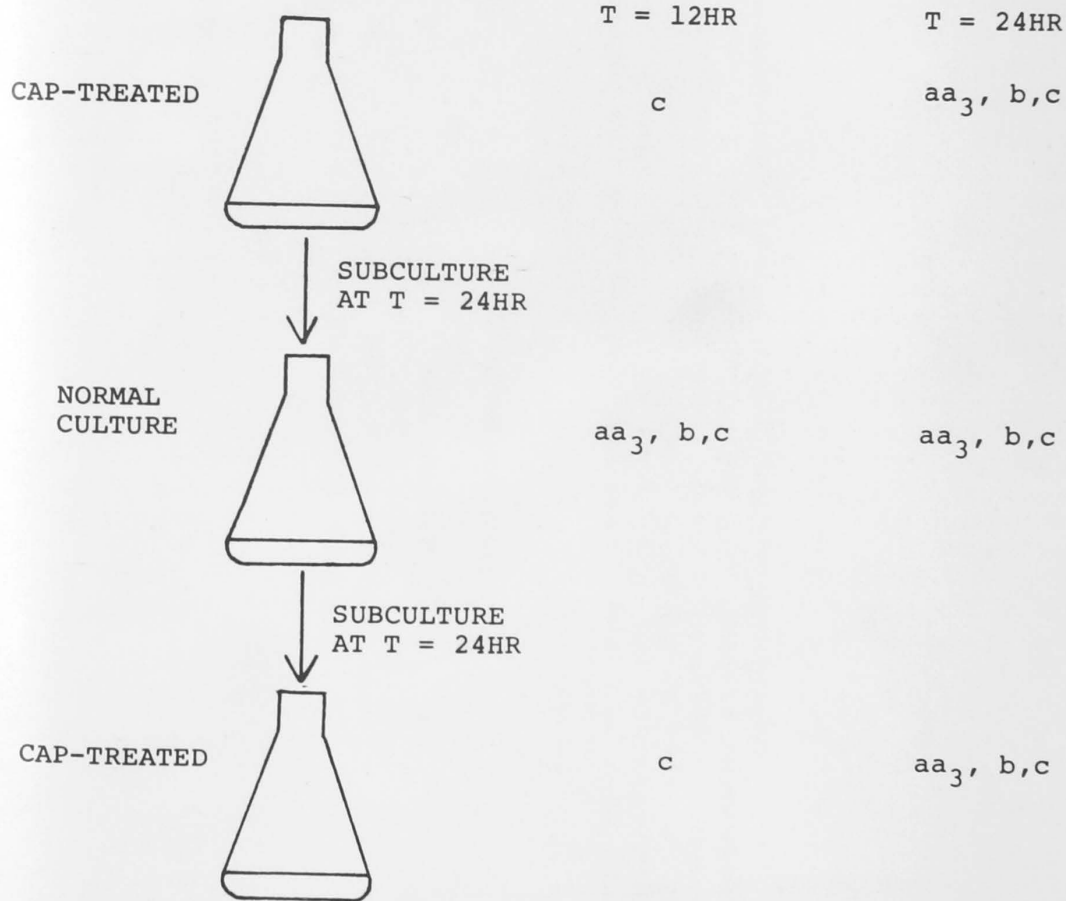 T = 12HR T = 24HR
CAP-TREATED c aa₃, b,c
SUBCULTURE
AT T = 24HR
NORMAL
CULTURE aa₃, b,c aa₃, b,c
SUBCULTURE
AT T = 24HR
CAP-TREATED c aa₃, b,c